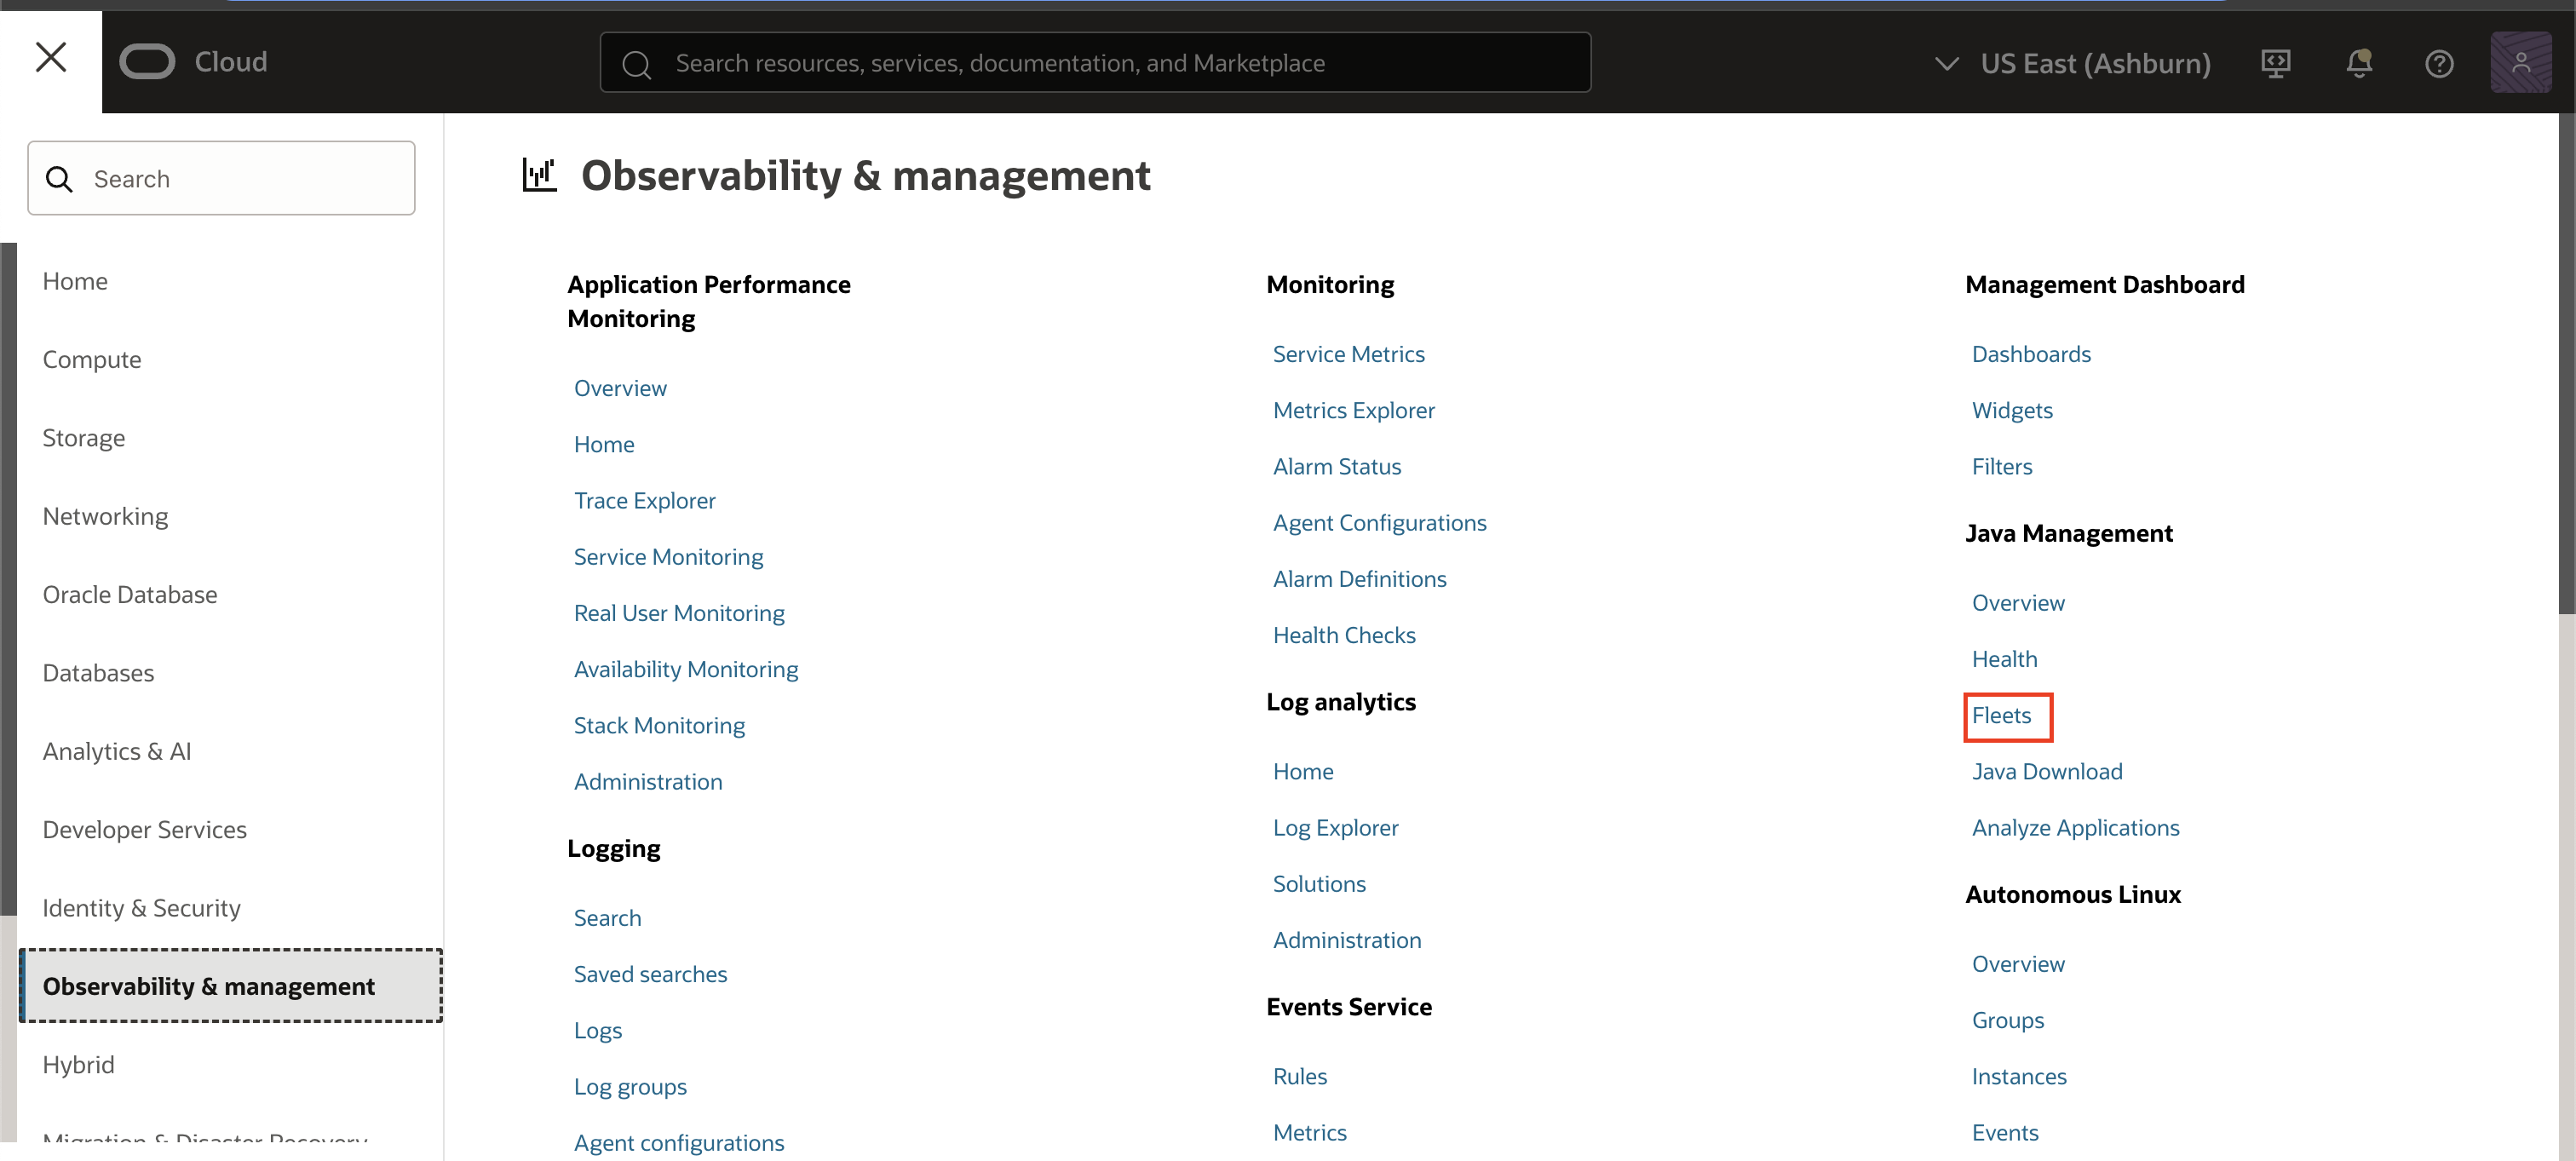 Cloud
Search resources, services, documentation, and Marketplace
US East (Ashburn)
Search
Home
Compute
Storage
Networking
Oracle Database
Databases
Analytics & AI
Developer Services
Identity & Security
Observability & management
Hybrid
Migration & Disaster Recovery
Observability & management
Application Performance
Monitoring
Overview
Home
Trace Explorer
Service Monitoring
Real User Monitoring
Availability Monitoring
Stack Monitoring
Administration
Logging
Search
Saved searches
Logs
Log groups
Agent configurations
Monitoring
Service Metrics
Metrics Explorer
Alarm Status
Agent Configurations
Alarm Definitions
Health Checks
Log analytics
Home
Log Explorer
Solutions
Administration
Events Service
Rules
Metrics
Management Dashboard
Dashboards
Widgets
Filters
Java Management
Overview
Health
Fleets
Java Download
Analyze Applications
Autonomous Linux
Overview
Groups
Instances
Events